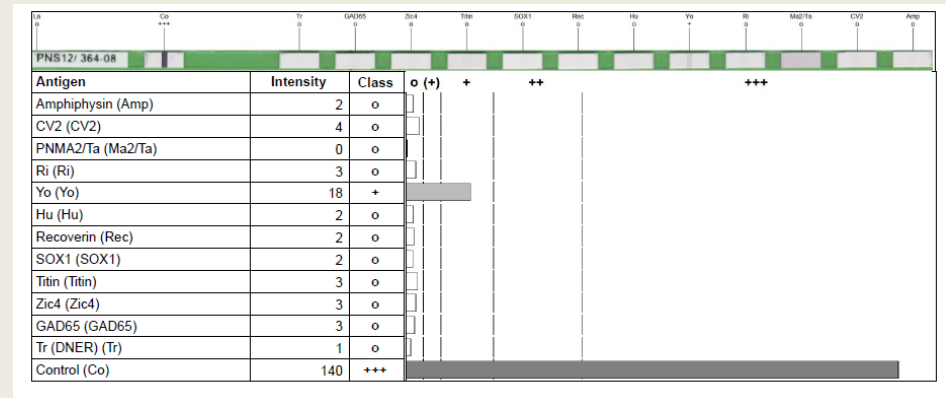 La Co Tr GAD65 Zic4 Titin SOX1 Rec Hu Yo Ri Ma2/Ta CV2 Amp
o +++ o o o o o o o + o o o o
PNS12/ 364-08
Antigen Intensity Class o (+) + ++ +++
Amphiphysin (Amp) 2 o
CV2 (CV2) 4 o
PNMA2/Ta (Ma2/Ta) 0 o
Ri (Ri) 3 o
Yo (Yo) 18 +
Hu (Hu) 2 o
Recoverin (Rec) 2 o
SOX1 (SOX1) 2 o
Titin (Titin) 3 o
Zic4 (Zic4) 3 o
GAD65 (GAD65) 3 o
Tr (DNER) (Tr) 1 o
Control (Co) 140 +++